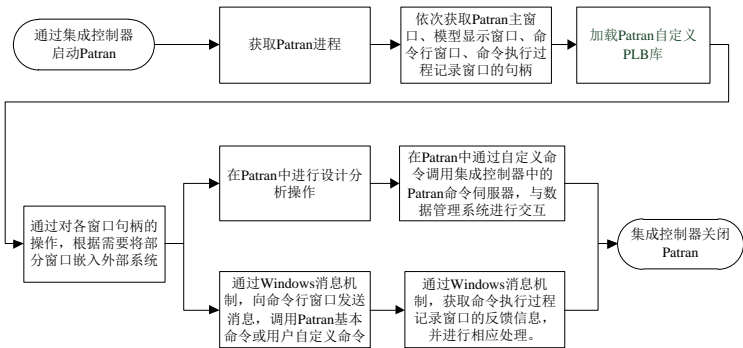 通过集成控制器
启动Patran
获取Patran进程
依次获取Patran主窗
口、模型显示窗口、命
令行窗口、命令执行过
程记录窗口的句柄
加载Patran自定义
PLB库
通过对各窗口句柄的
操作，根据需要将部
分窗口嵌入外部系统
在Patran中进行设计分
析操作
在Patran中通过自定义命
令调用集成控制器中的
Patran命令伺服器，与数
据管理系统进行交互
通过Windows消息机
制，向命令行窗口发送
消息，调用Patran基本
命令或用户自定义命令
通过Windows消息机
制，获取命令执行过程
记录窗口的反馈信息，
并进行相应处理。
集成控制器关闭
Patran